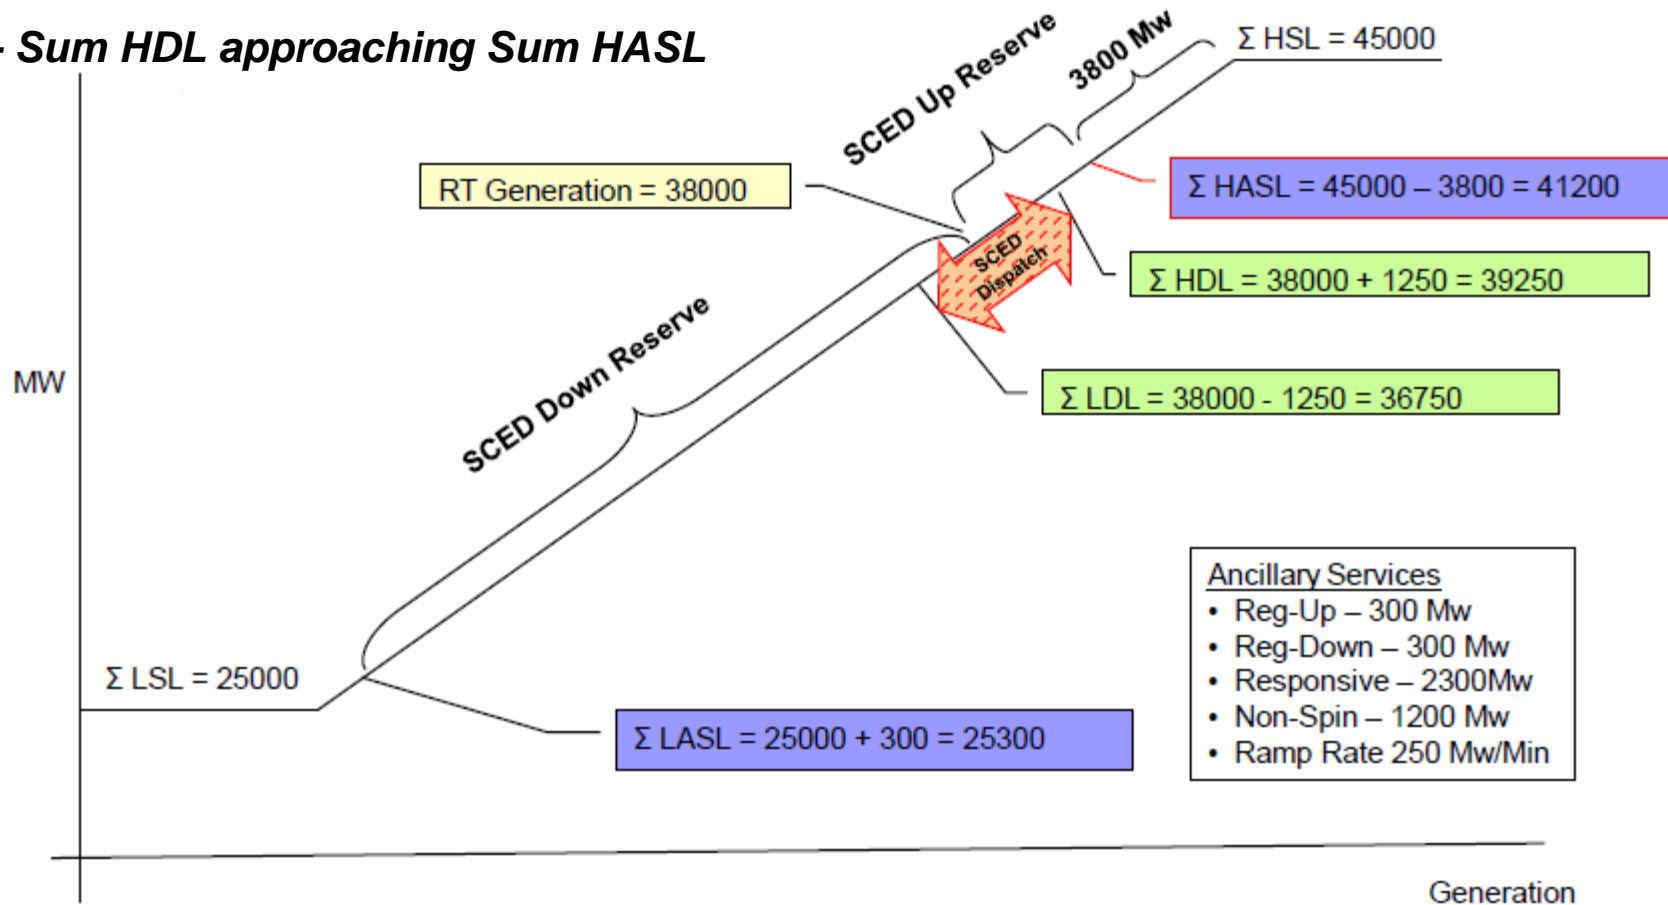 - Sum HDL approaching Sum HASL
Σ HSL = 45000
3800 Mw
SCED Up Reserve
RT Generation = 38000
Σ HASL = 45000 – 3800 = 41200
SCED
Dispatch
Σ HDL = 38000 + 1250 = 39250
SCED Down Reserve
MW
Σ LDL = 38000 - 1250 = 36750
Ancillary Services
• Reg-Up – 300 Mw
• Reg-Down – 300 Mw
• Responsive – 2300Mw
• Non-Spin – 1200 Mw
• Ramp Rate 250 Mw/Min
Σ LSL = 25000
Σ LASL = 25000 + 300 = 25300
Generation